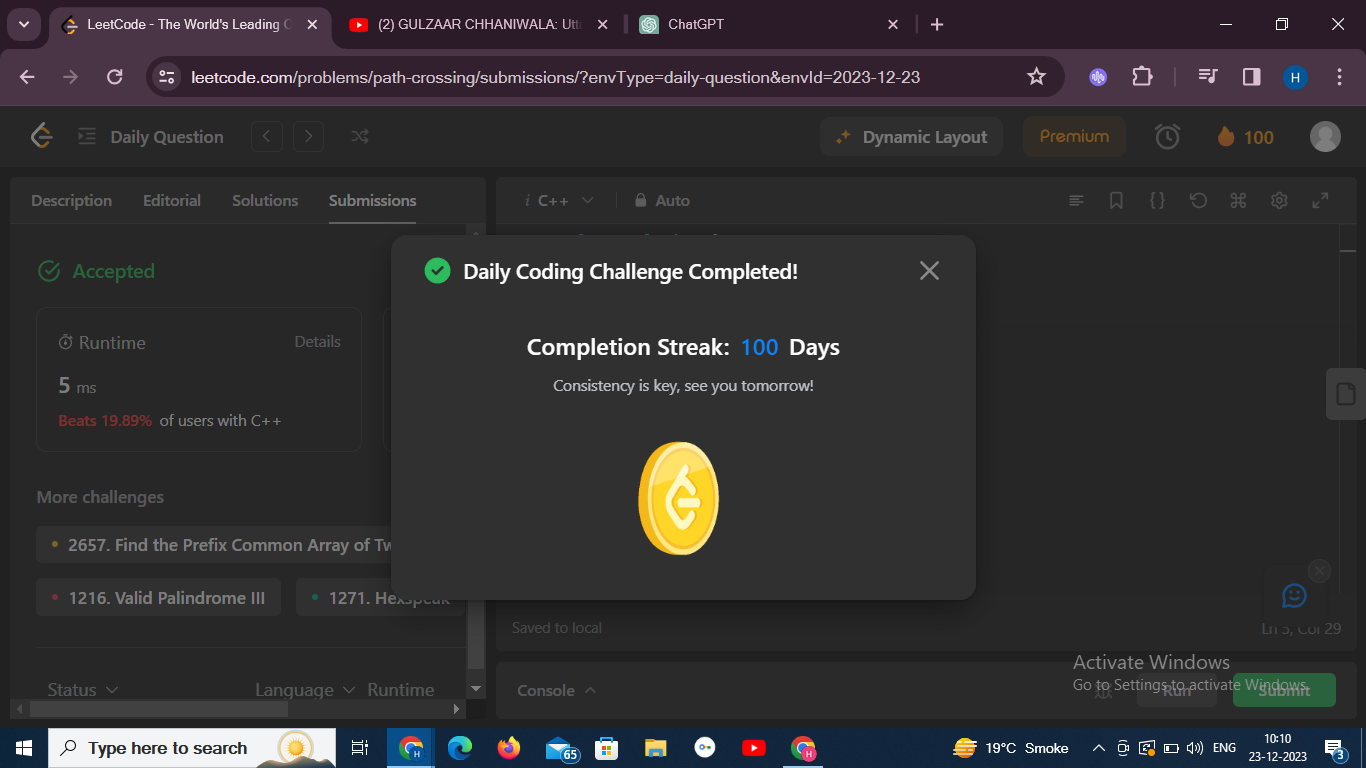 LeetCode - The World's Leading C
(2) GULZAAR CHHANIWALA: Utt
ChatGPT
leetcode.com/problems/path-crossing/submissions/?envType=daily-question&envId=2023-12-23
H
Daily Question
Dynamic Layout
Premium
100
Description Editorial Solutions Submissions
i C++ Auto
Accepted
Daily Coding Challenge Completed!
Runtime Details
Completion Streak: 100 Days
5 ms
Consistency is key, see you tomorrow!
Beats 19.89% of users with C++
More challenges
2657. Find the Prefix Common Array of Tw
1216. Valid Palindrome III
1271. Hexspeak
Saved to local
Ln 5, Col 29
Activate Windows
Go to Settings to activate Windows.
Status Language Runtime
Console
Run
Submit
Type here to search
H
65
H
19°C Smoke
ENG
10:10
23-12-2023
3